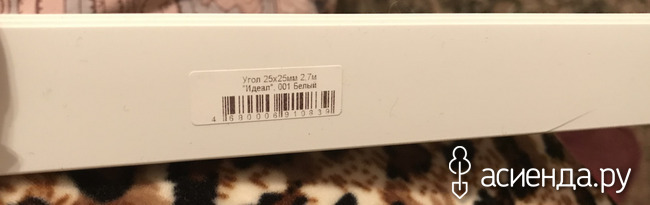 Угол 25х25мм 2,7м
"Идеал", 001 Белый
4 680006 910839
асиенда.ру